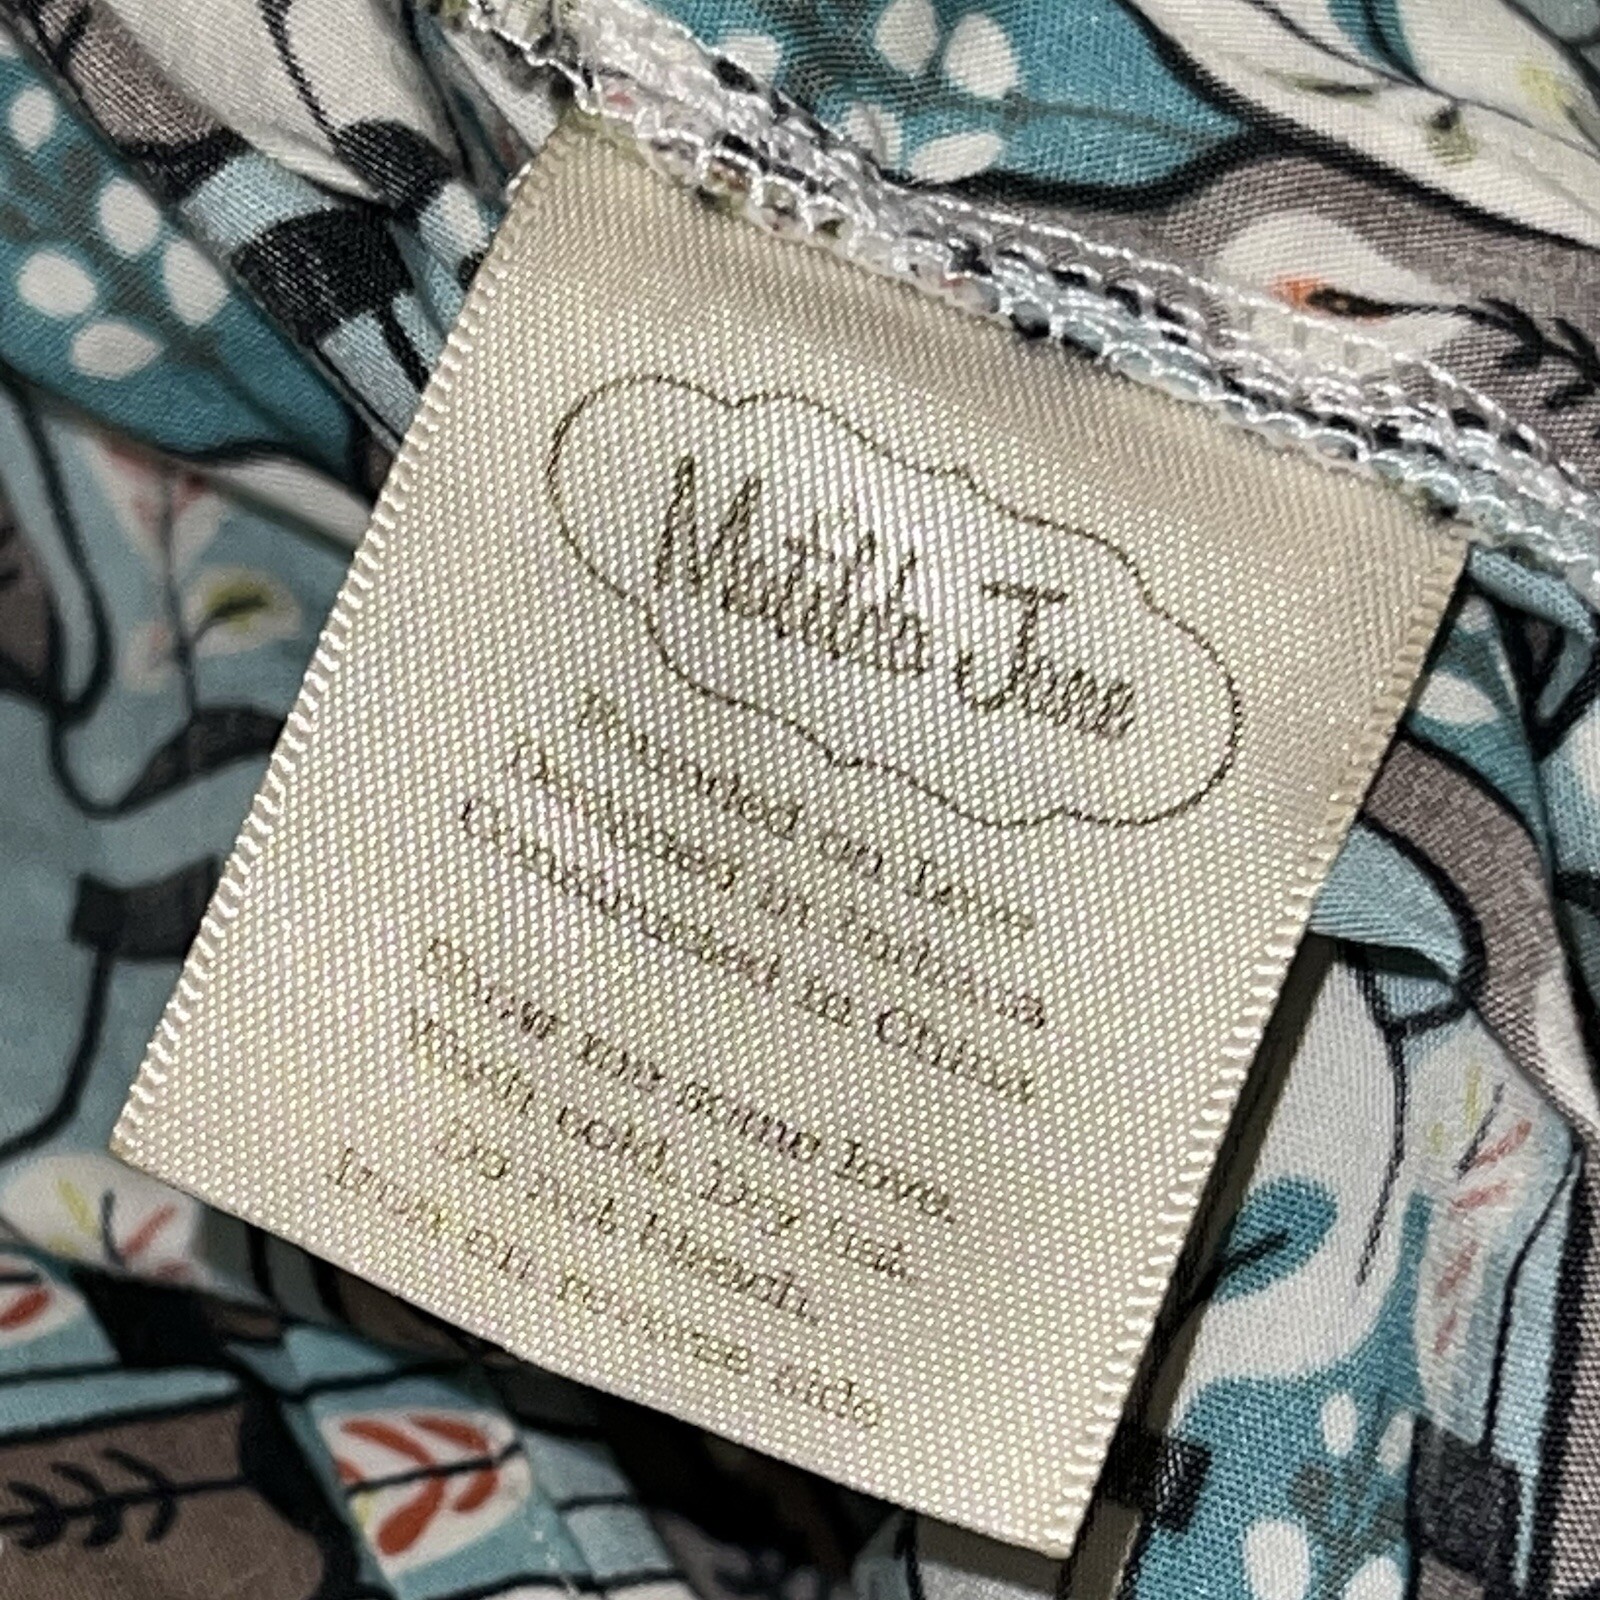 Matilda Jane
Founded on Love
Designed in Indiana
Constructed in China
Show me some love.
Wash cold. Dry flat.
Do not bleach.
Iron on reverse side